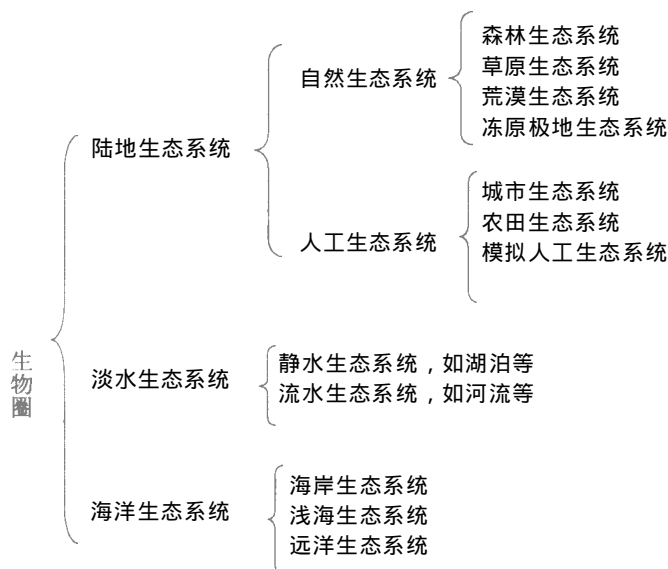 生物圈
陆地生态系统
自然生态系统
森林生态系统
草原生态系统
荒漠生态系统
冻原极地生态系统
人工生态系统
城市生态系统
农田生态系统
模拟人工生态系统
淡水生态系统
静水生态系统，如湖泊等
流水生态系统，如河流等
海洋生态系统
海岸生态系统
浅海生态系统
远洋生态系统